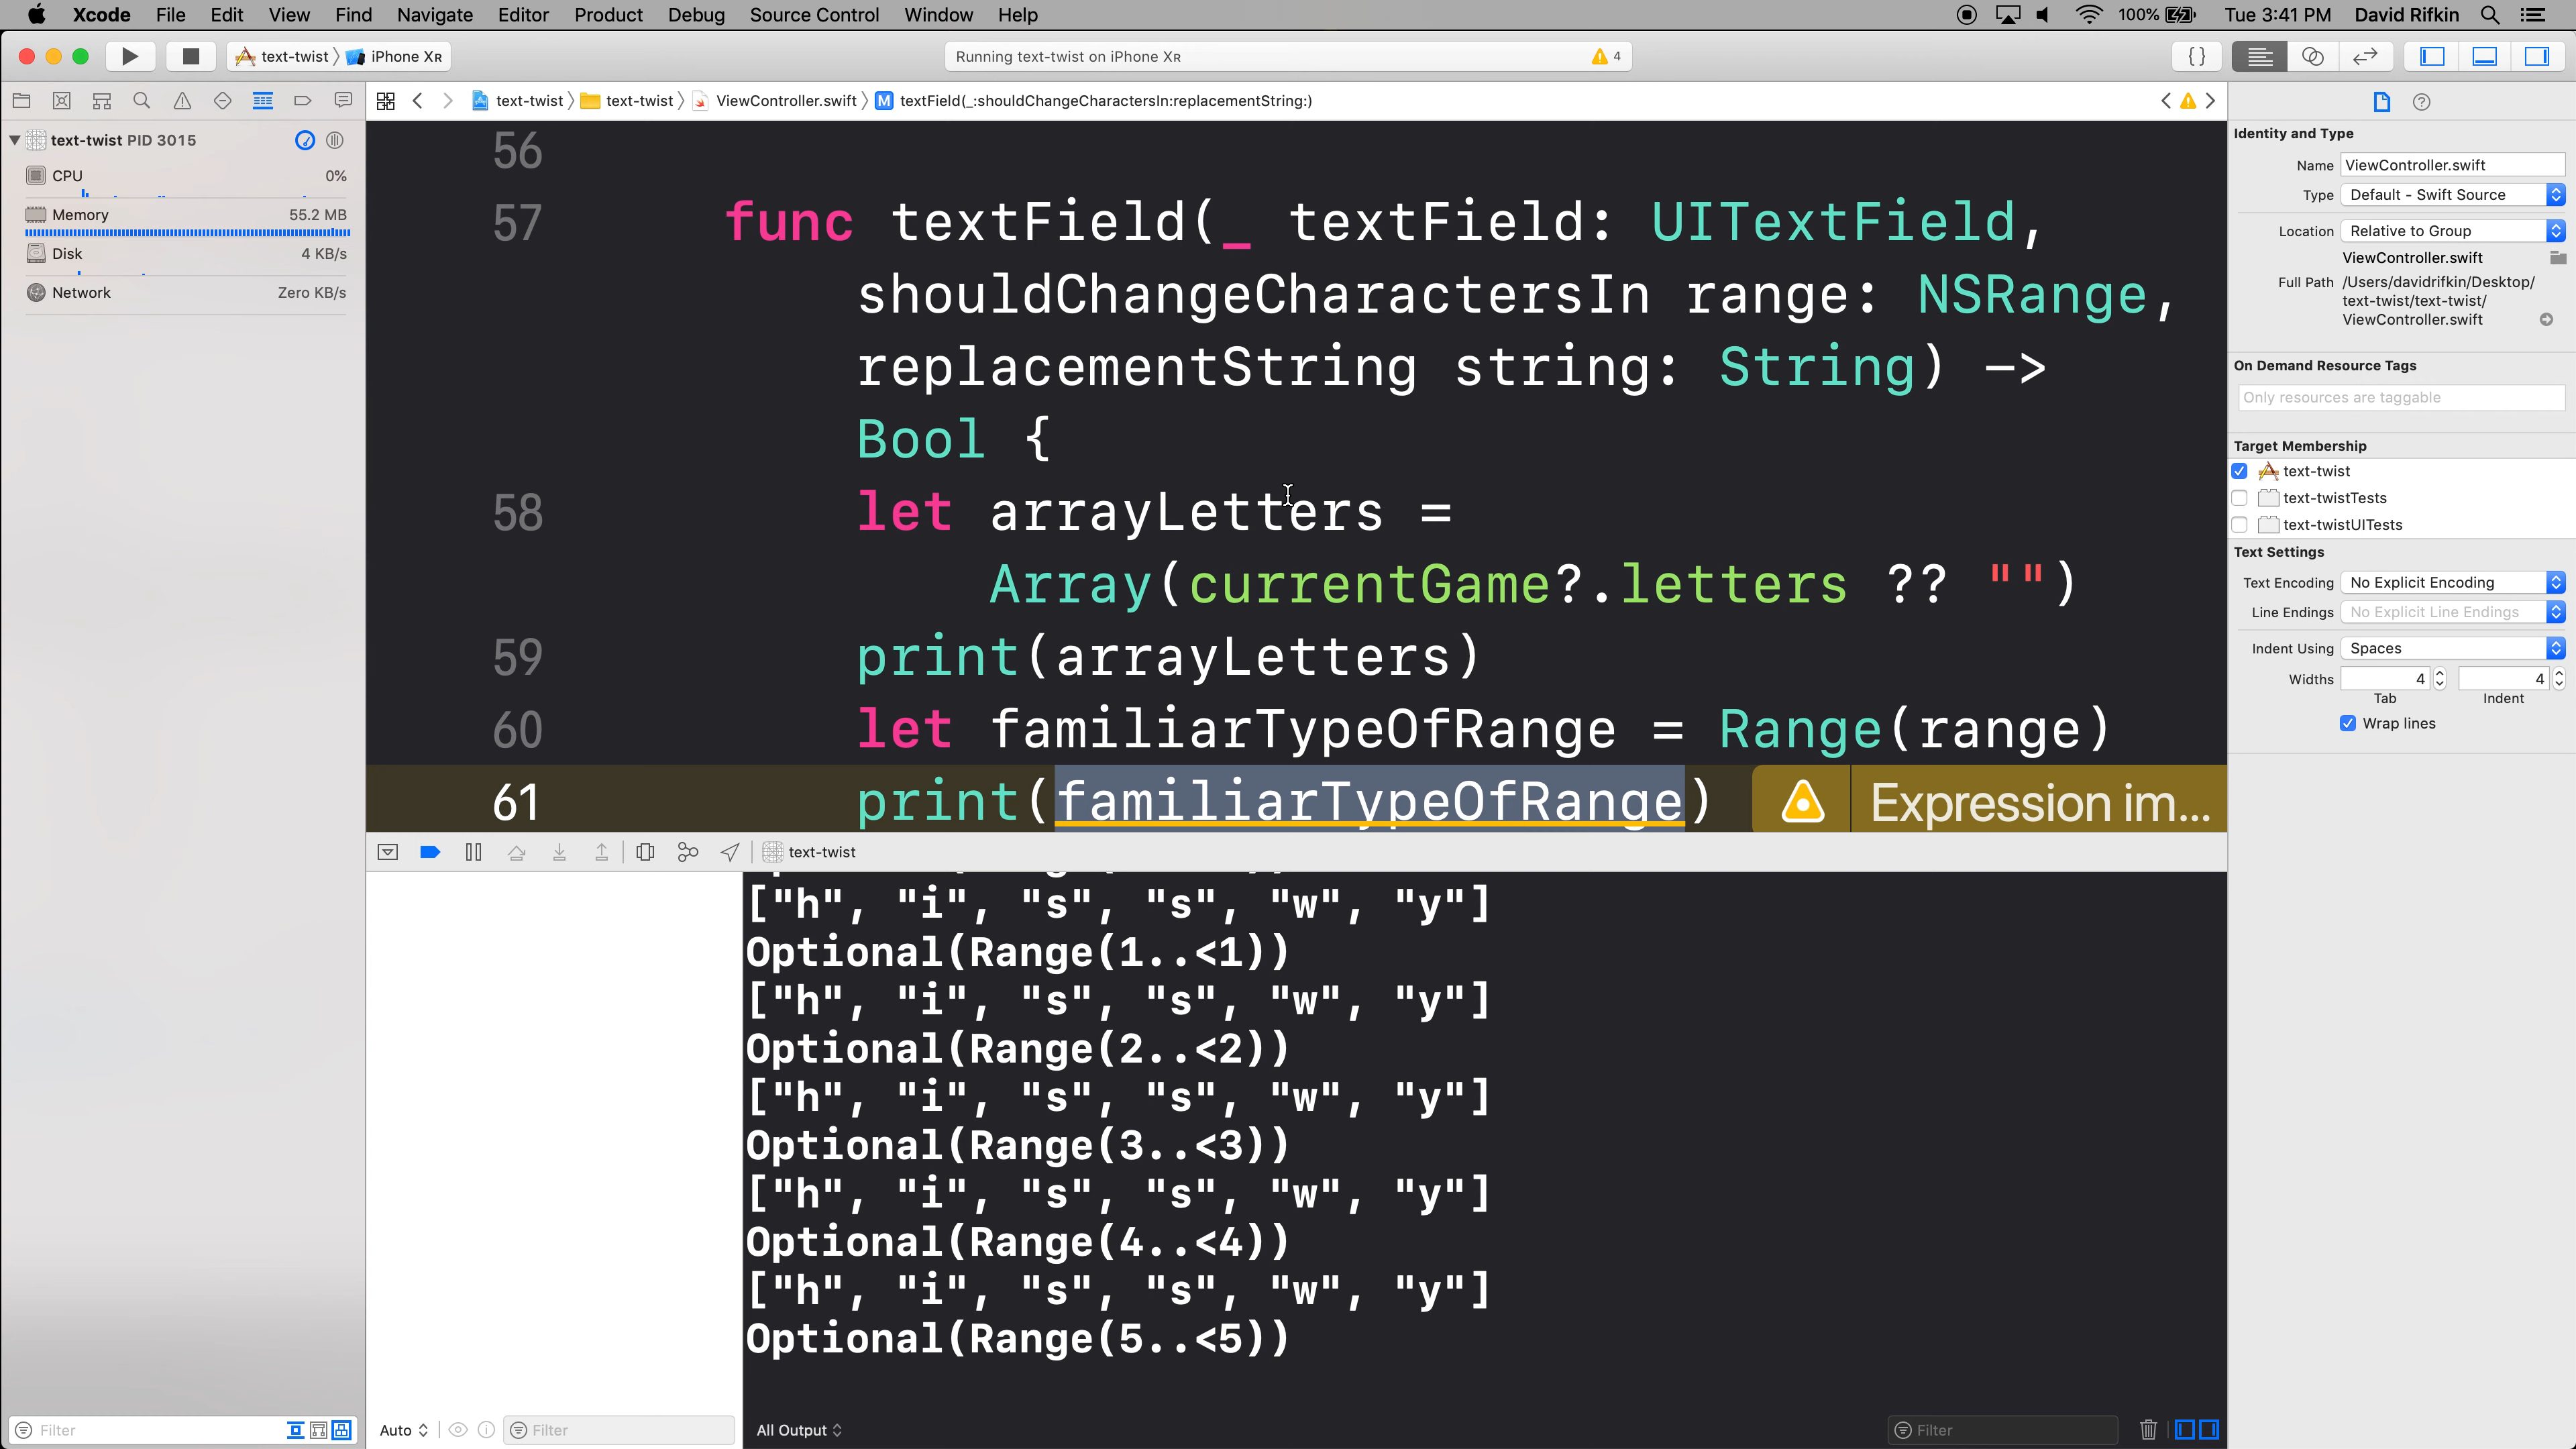 Xcode File Edit View Find Navigate Editor Product Debug Source Control Window Help 100% Tue 3:41 PM David Rifkin
text-twist iPhone XR Running text-twist on iPhone XR 4 {}
text-twist text-twist ViewController.swift M textField(_:shouldChangeCharactersIn:replacementString:)
text-twist PID 3015
CPU 0%
Memory 55.2 MB
Disk 4 KB/s
Network Zero KB/s
Filter
56
57 func textField(_ textField: UITextField,
shouldChangeCharactersIn range: NSRange,
replacementString string: String) ->
Bool {
58 let arrayLetters =
Array(currentGame?.letters ?? "")
59 print(arrayLetters)
60 let familiarTypeOfRange = Range(range)
61 print(familiarTypeOfRange) Expression im...
text-twist
["h", "i", "s", "s", "w", "y"]
Optional(Range(1..<1))
["h", "i", "s", "s", "w", "y"]
Optional(Range(2..<2))
["h", "i", "s", "s", "w", "y"]
Optional(Range(3..<3))
["h", "i", "s", "s", "w", "y"]
Optional(Range(4..<4))
["h", "i", "s", "s", "w", "y"]
Optional(Range(5..<5))
Auto Filter All Output Filter
Identity and Type
Name ViewController.swift
Type Default - Swift Source
Location Relative to Group
ViewController.swift
Full Path /Users/davidrifkin/Desktop/
text-twist/text-twist/
ViewController.swift
On Demand Resource Tags
Only resources are taggable
Target Membership
text-twist
text-twistTests
text-twistUITests
Text Settings
Text Encoding No Explicit Encoding
Line Endings No Explicit Line Endings
Indent Using Spaces
Widths 4 4
Tab Indent
Wrap lines